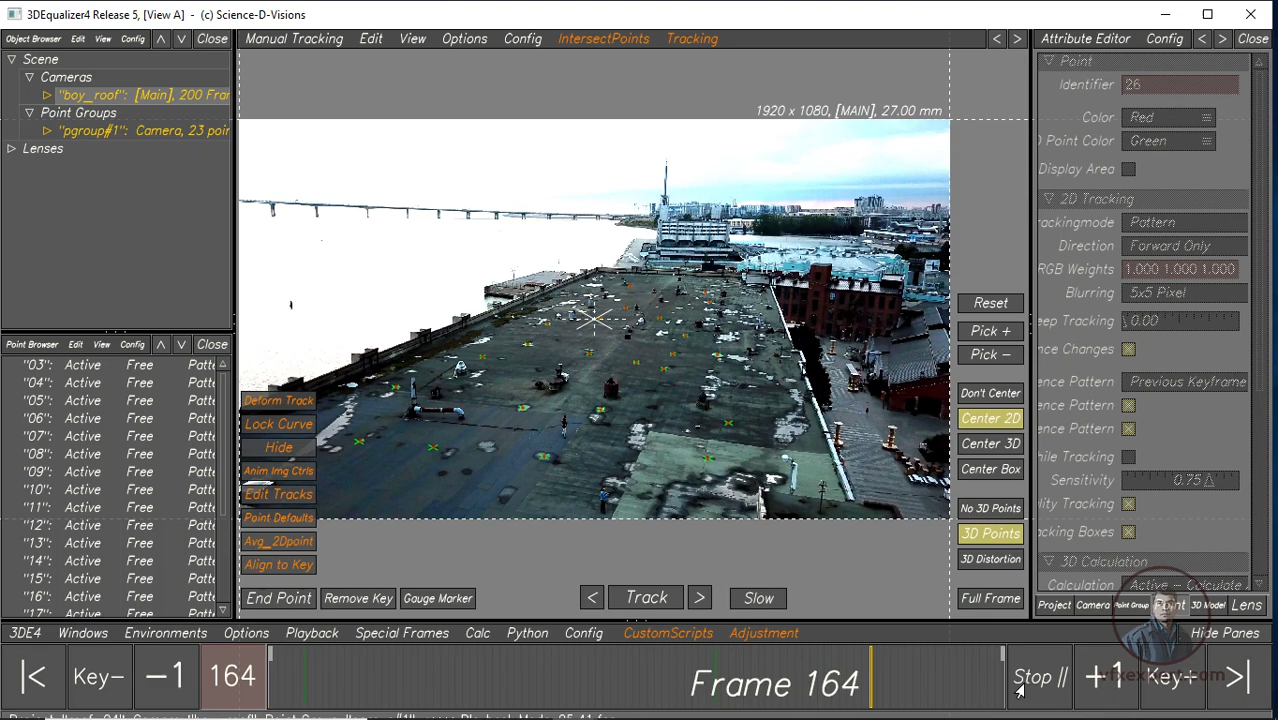 3DEqualizer4 Release 5, [View A] - (c) Science-D-Visions
Object Browser Edit View Config Close
Manual Tracking Edit View Options Config IntersectPoints Tracking < >
Attribute Editor Config < > Close
Scene
Cameras
"boy_roof": [Main], 200 Frar
Point Groups
"pgroup#1": Camera, 23 poir
Lenses
Point Browser Edit View Config Close
"03": Active Free Patte
"04": Active Free Patte
"05": Active Free Patte
"06": Active Free Patte
"07": Active Free Patte
"08": Active Free Patte
"09": Active Free Patte
"10": Active Free Patte
"11": Active Free Patte
"12": Active Free Patte
"13": Active Free Patte
"14": Active Free Patte
"15": Active Free Patte
"16": Active Free Patte
"17": Active Free Patte
1920 x 1080, [MAIN], 27.00 mm
Deform Track
Lock Curve
Hide
Anim Img Ctrls
Edit Tracks
Point Defaults
Avg_2Dpoint
Align to Key
End Point Remove Key Gauge Marker < Track > Slow
Reset
Pick +
Pick -
Don't Center
Center 2D
Center 3D
Center Box
No 3D Points
3D Points
3D Distortion
Full Frame
Point
Identifier 26
Color Red
D Point Color Green
Display Area
2D Tracking
rackingmode Pattern
Direction Forward Only
RGB Weights 1.000 1.000 1.000
Blurring 5x5 Pixel
eep Tracking 0.00
nce Changes
ence Pattern Previous Keyframe
ence Pattern
ence Pattern
hile Tracking
Sensitivity 0.75
lity Tracking
acking Boxes
3D Calculation
Calculation Active - Calculate
Project Camera Point Group Point 3D Model Lens
3DE4 Windows Environments Options Playback Special Frames Calc Python Config CustomScripts Adjustment Hide Panes
|< Key- -1 164 Frame 164 Stop || +1 Key+ >|